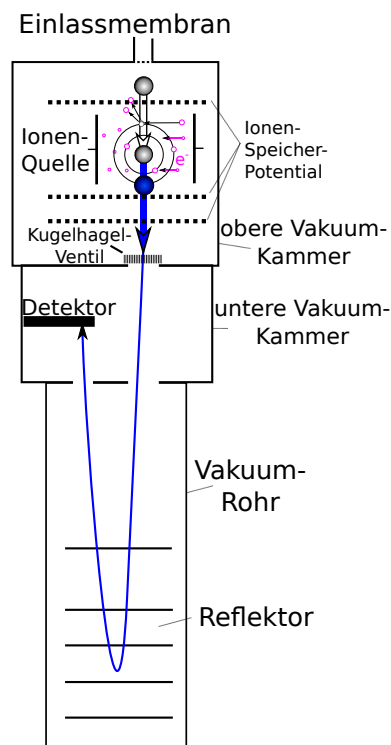 Einlassmembran
Ionen-
Quelle
e-
Ionen-
Speicher-
Potential
Kugelhagel-
Ventil
obere Vakuum-
Kammer
Detektor
untere Vakuum-
Kammer
Vakuum-
Rohr
Reflektor